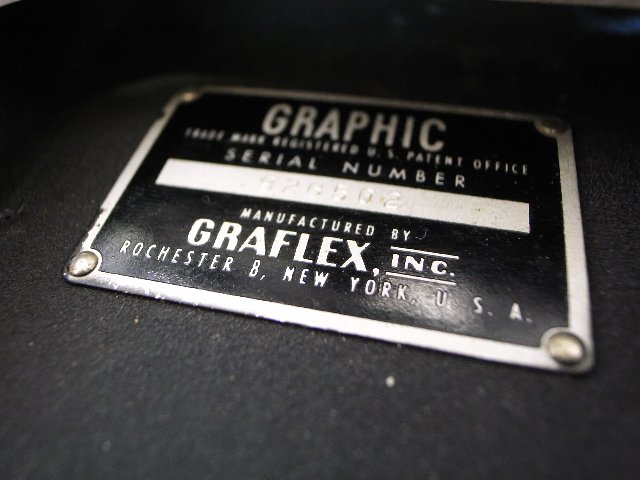 GRAPHIC
TRADE MARK REGISTERED U.S. PATENT OFFICE
SERIAL NUMBER
MANUFACTURED BY
GRAFLEX, INC.
ROCHESTER 8, NEW YORK, U. S. A.